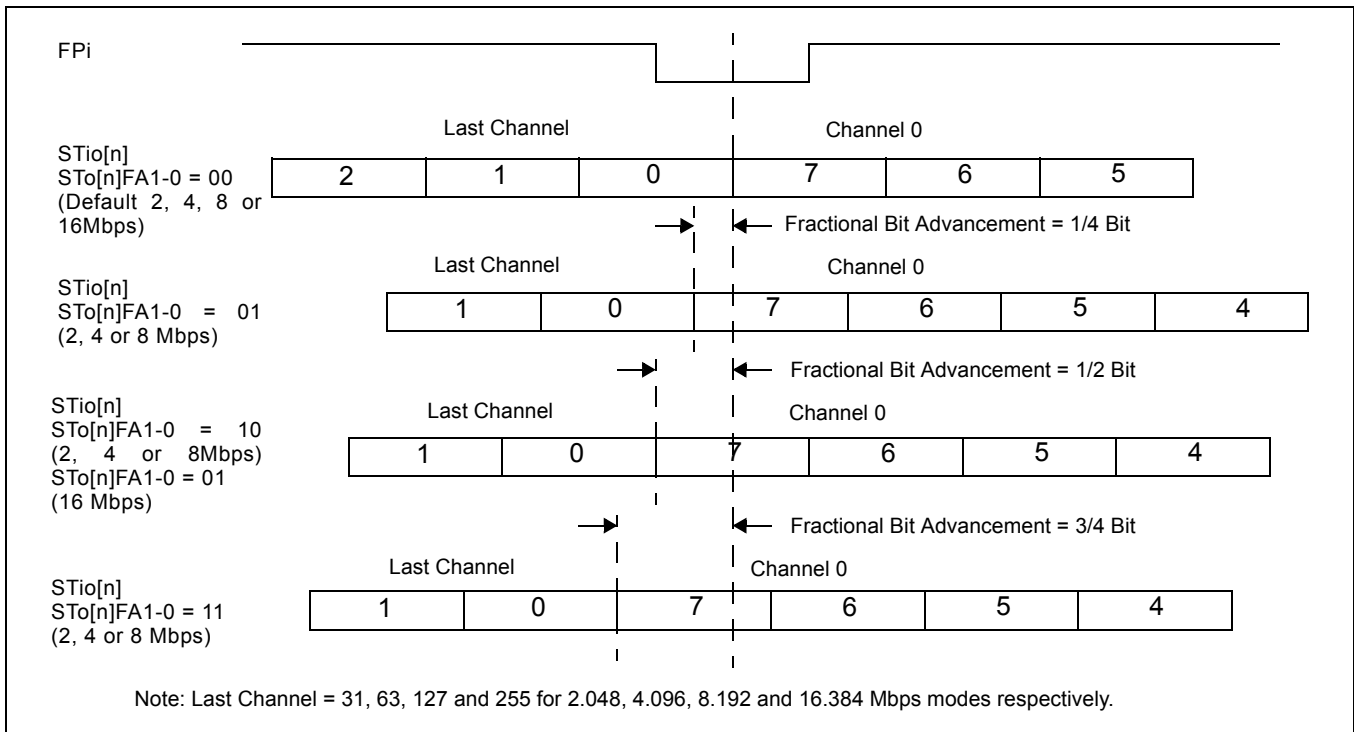 FPi
Last Channel Channel 0
STio[n]
STo[n]FA1-0 = 00
(Default 2, 4, 8 or
16Mbps)
2 1 0 7 6 5
Fractional Bit Advancement = 1/4 Bit
Last Channel Channel 0
STio[n]
STo[n]FA1-0 = 01
(2, 4 or 8 Mbps)
1 0 7 6 5 4
Fractional Bit Advancement = 1/2 Bit
Last Channel Channel 0
STio[n]
STo[n]FA1-0 = 10
(2, 4 or 8Mbps)
STo[n]FA1-0 = 01
(16 Mbps)
1 0 7 6 5 4
Fractional Bit Advancement = 3/4 Bit
Last Channel Channel 0
STio[n]
STo[n]FA1-0 = 11
(2, 4 or 8 Mbps)
1 0 7 6 5 4
Note: Last Channel = 31, 63, 127 and 255 for 2.048, 4.096, 8.192 and 16.384 Mbps modes respectively.